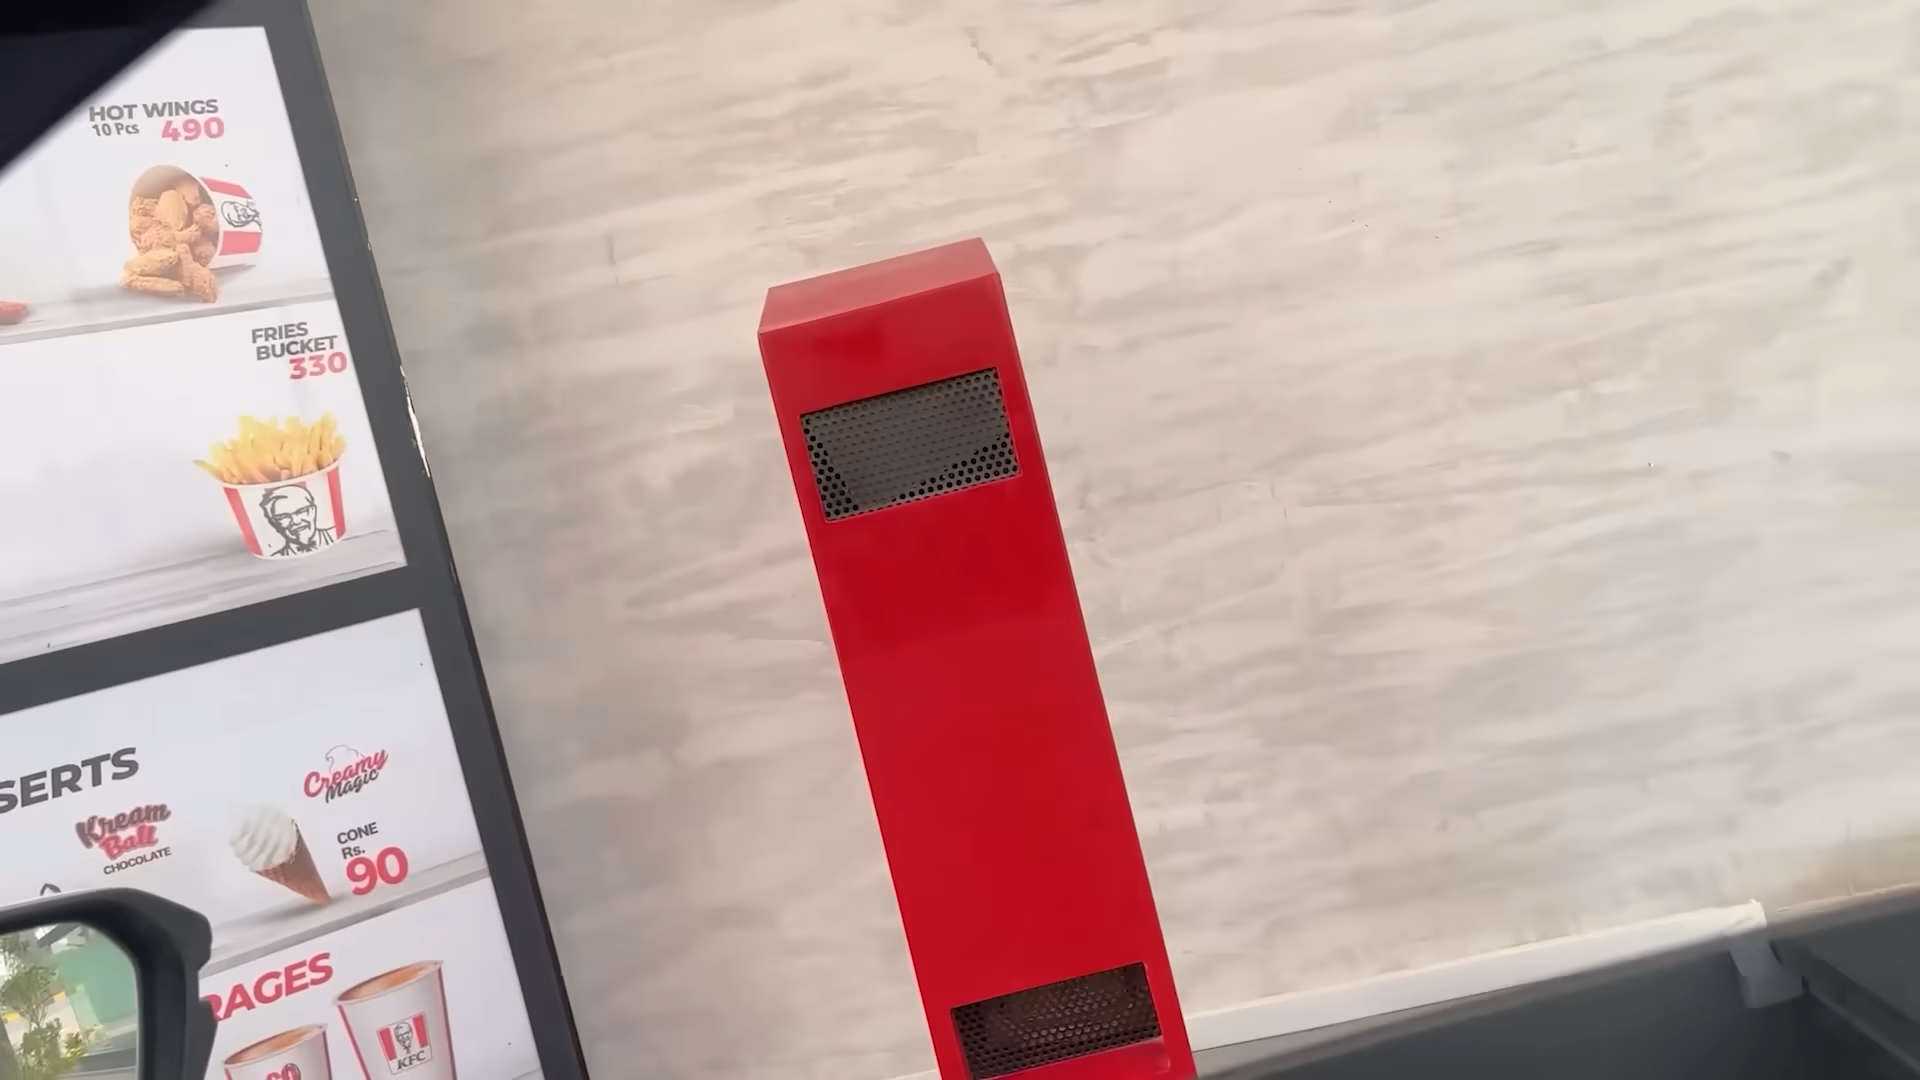 HOT WINGS
10 Pcs 490
FRIES
BUCKET
330
SERTS
Creamy
Magic
Kream
Ball
CHOCOLATE
CONE
Rs.
90
RAGES
KFC
60